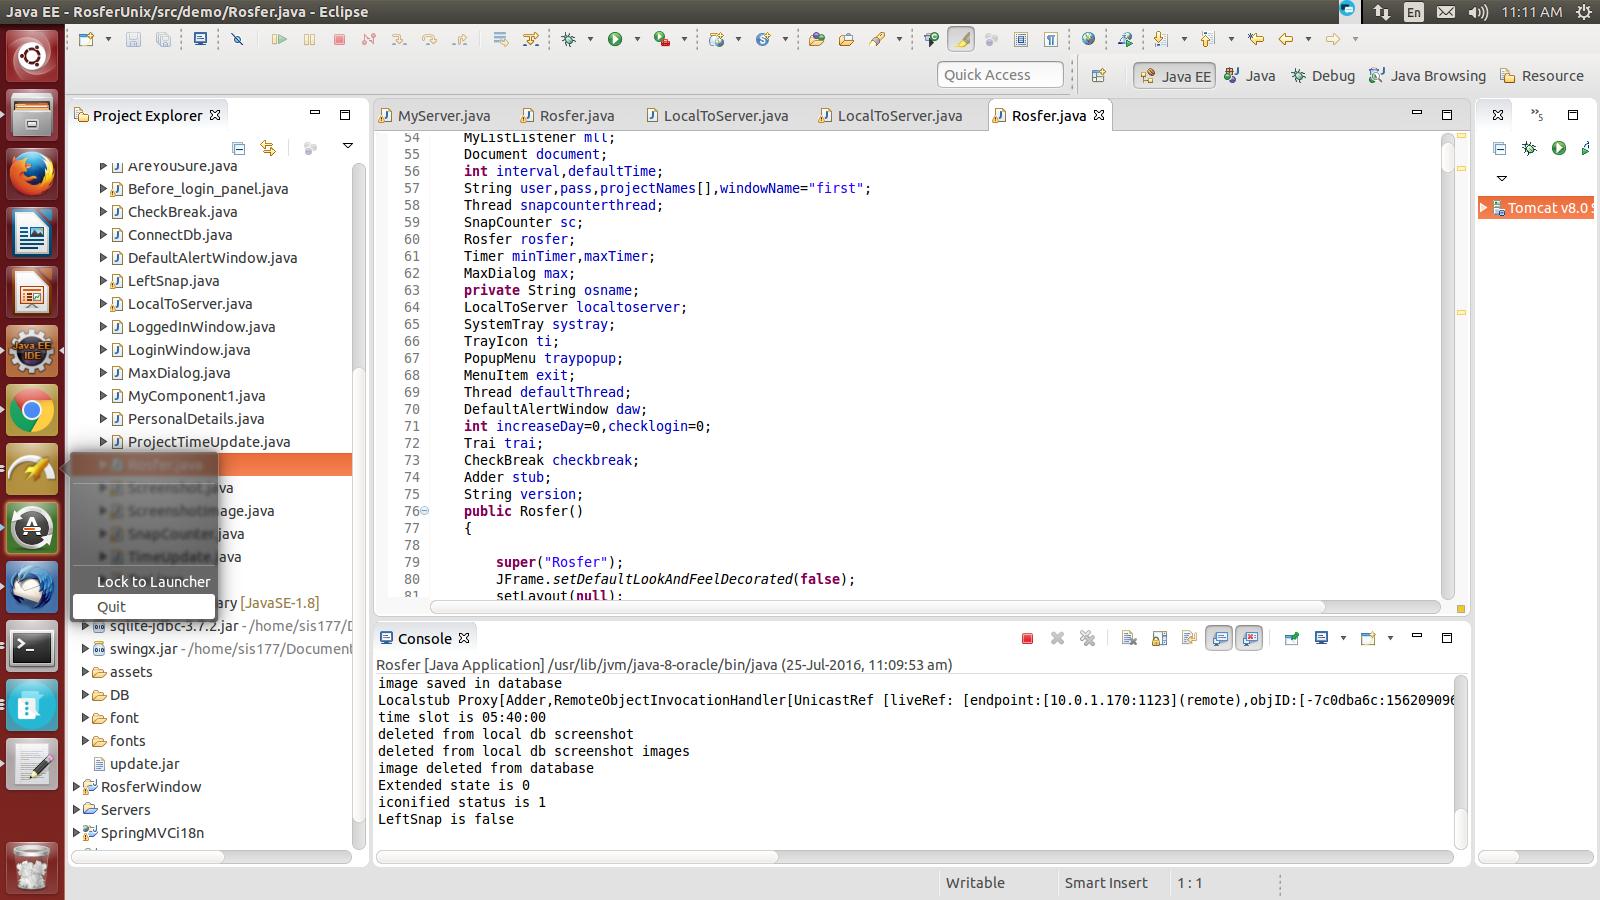 Java EE - RosferUnix/src/demo/Rosfer.java - Eclipse
En
11:11 AM
Quick Access
Java EE
Java
Debug
Java Browsing
Resource
Project Explorer
AreYouSure.java
Before_login_panel.java
CheckBreak.java
ConnectDb.java
DefaultAlertWindow.java
LeftSnap.java
LocalToServer.java
LoggedInWindow.java
LoginWindow.java
MaxDialog.java
MyComponent1.java
PersonalDetails.java
ProjectTimeUpdate.java
Rosfer.java
Screenshot.java
ScreenshotImage.java
SnapCounter.java
TimeUpdate.java
Lock to Launcher
Quit
ary [JavaSE-1.8]
sqlite-jdbc-3.7.2.jar - /home/sis177/D
swingx.jar - /home/sis177/Document
assets
DB
font
fonts
update.jar
RosferWindow
Servers
SpringMVCi18n
MyServer.java
Rosfer.java
LocalToServer.java
LocalToServer.java
Rosfer.java
54 MyListListener mll;
55 Document document;
56 int interval,defaultTime;
57 String user,pass,projectNames[],windowName="first";
58 Thread snapcounterthread;
59 SnapCounter sc;
60 Rosfer rosfer;
61 Timer minTimer,maxTimer;
62 MaxDialog max;
63 private String osname;
64 LocalToServer localtoserver;
65 SystemTray systray;
66 TrayIcon ti;
67 PopupMenu traypopup;
68 MenuItem exit;
69 Thread defaultThread;
70 DefaultAlertWindow daw;
71 int increaseDay=0,checklogin=0;
72 Trai trai;
73 CheckBreak checkbreak;
74 Adder stub;
75 String version;
76 public Rosfer()
77 {
78
79 super("Rosfer");
80 JFrame.setDefaultLookAndFeelDecorated(false);
81 setLayout(null);
5
Tomcat v8.0 S
Console
Rosfer [Java Application] /usr/lib/jvm/java-8-oracle/bin/java (25-Jul-2016, 11:09:53 am)
image saved in database
Localstub Proxy[Adder,RemoteObjectInvocationHandler[UnicastRef [liveRef: [endpoint:[10.0.1.170:1123](remote),objID:[-7c0dba6c:156209096
time slot is 05:40:00
deleted from local db screenshot
deleted from local db screenshot images
image deleted from database
Extended state is 0
iconified status is 1
LeftSnap is false
Writable
Smart Insert
1 : 1
Java EE
IDE